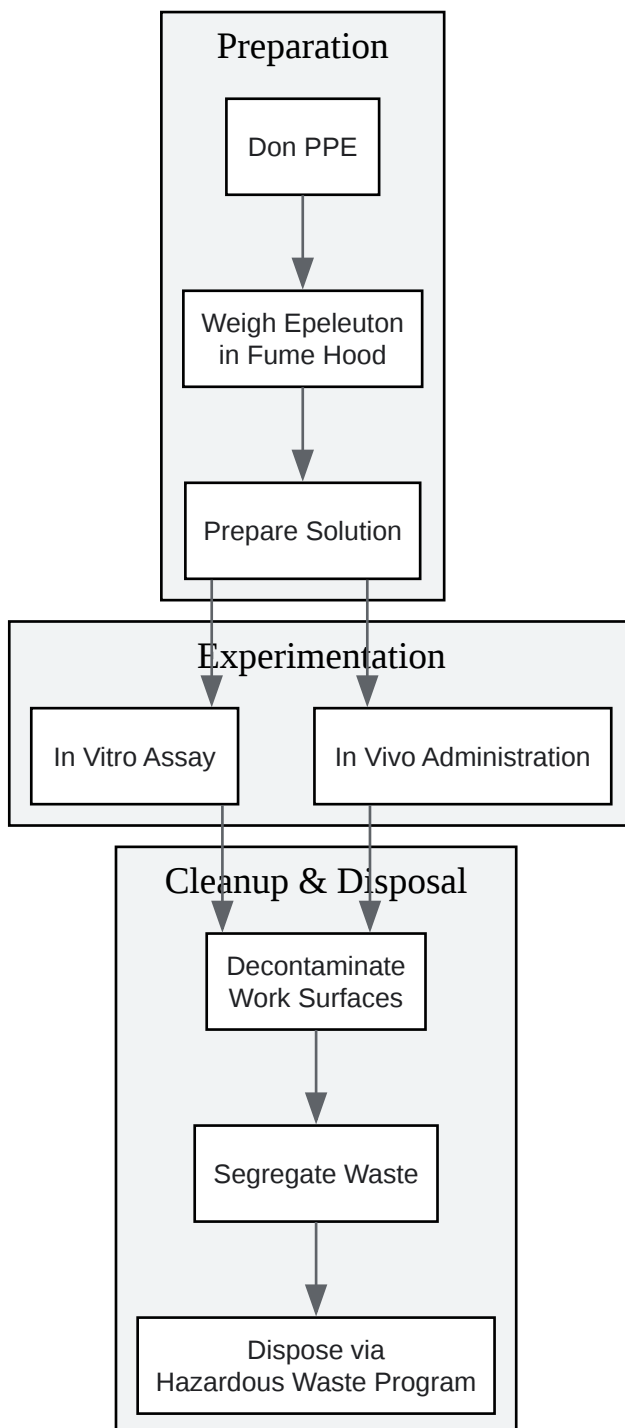 Preparation
Don PPE
Weigh Epeleuton
in Fume Hood
Prepare Solution
Experimentation
In Vitro Assay
In Vivo Administration
Cleanup & Disposal
Decontaminate
Work Surfaces
Segregate Waste
Dispose via
Hazardous Waste Program